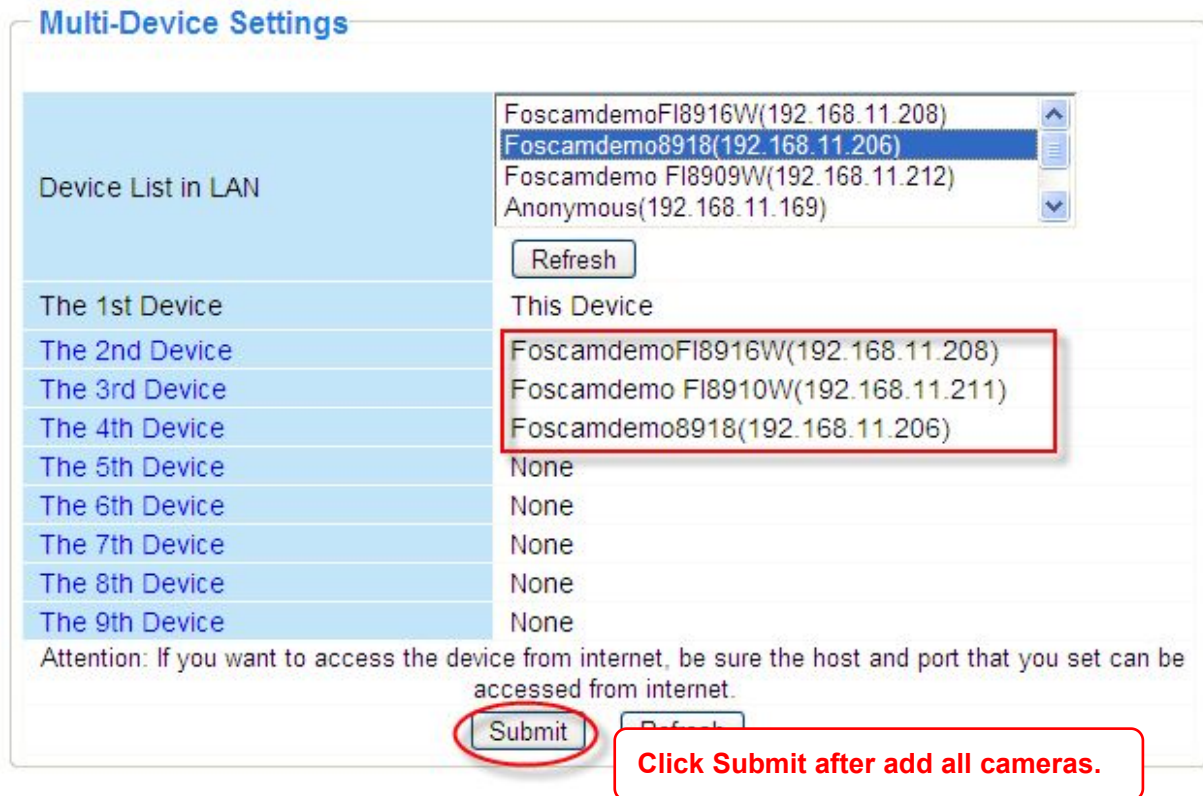 Multi-Device Settings
Device List in LAN
FoscamdemoFI8916W(192.168.11.208)
Foscamdemo8918(192.168.11.206)
Foscamdemo FI8909W(192.168.11.212)
Anonymous(192.168.11.169)
Refresh
The 1st Device This Device
The 2nd Device FoscamdemoFI8916W(192.168.11.208)
The 3rd Device Foscamdemo FI8910W(192.168.11.211)
The 4th Device Foscamdemo8918(192.168.11.206)
The 5th Device None
The 6th Device None
The 7th Device None
The 8th Device None
The 9th Device None
Attention: If you want to access the device from internet, be sure the host and port that you set can be
accessed from internet.
Submit Refresh
Click Submit after add all cameras.